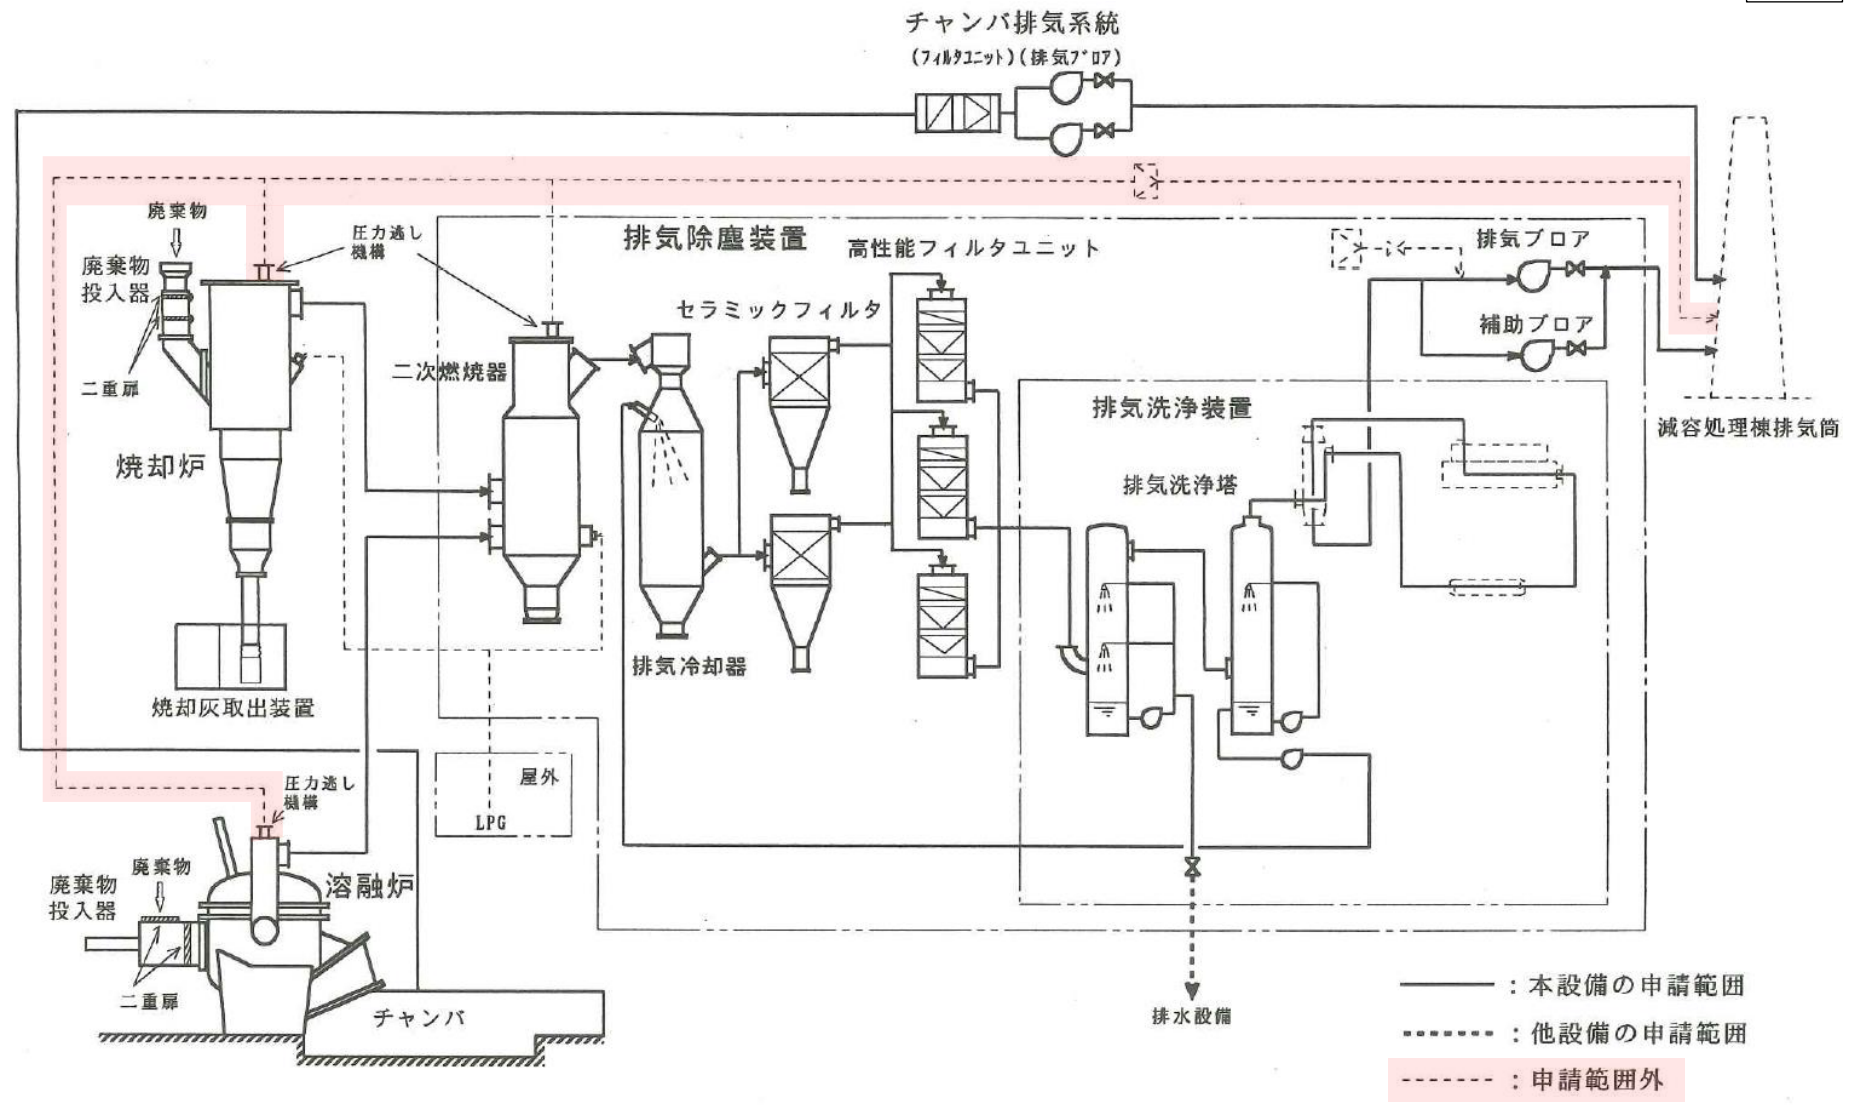 チャンバ排気系統
(フィルタユニット)(排気ブロア)
廃棄物
圧力逃し
機構
排気除塵装置
高性能フィルタユニット
排気ブロア
廃棄物
投入器
セラミックフィルタ
補助ブロア
二重扉
二次燃焼器
排気洗浄装置
減容処理棟排気筒
焼却炉
排気洗浄塔
排気冷却器
焼却灰取出装置
圧力逃し
機構
屋外
LPG
廃棄物
廃棄物
投入器
溶融炉
二重扉
チャンバ
排水設備
:本設備の申請範囲
:他設備の申請範囲
:申請範囲外